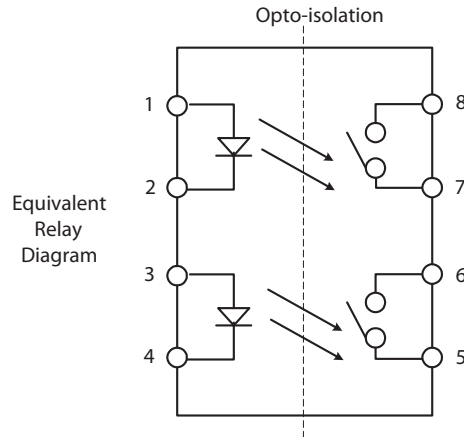 Opto-isolation
1
8
2
7
Equivalent
Relay
Diagram
3
6
4
5